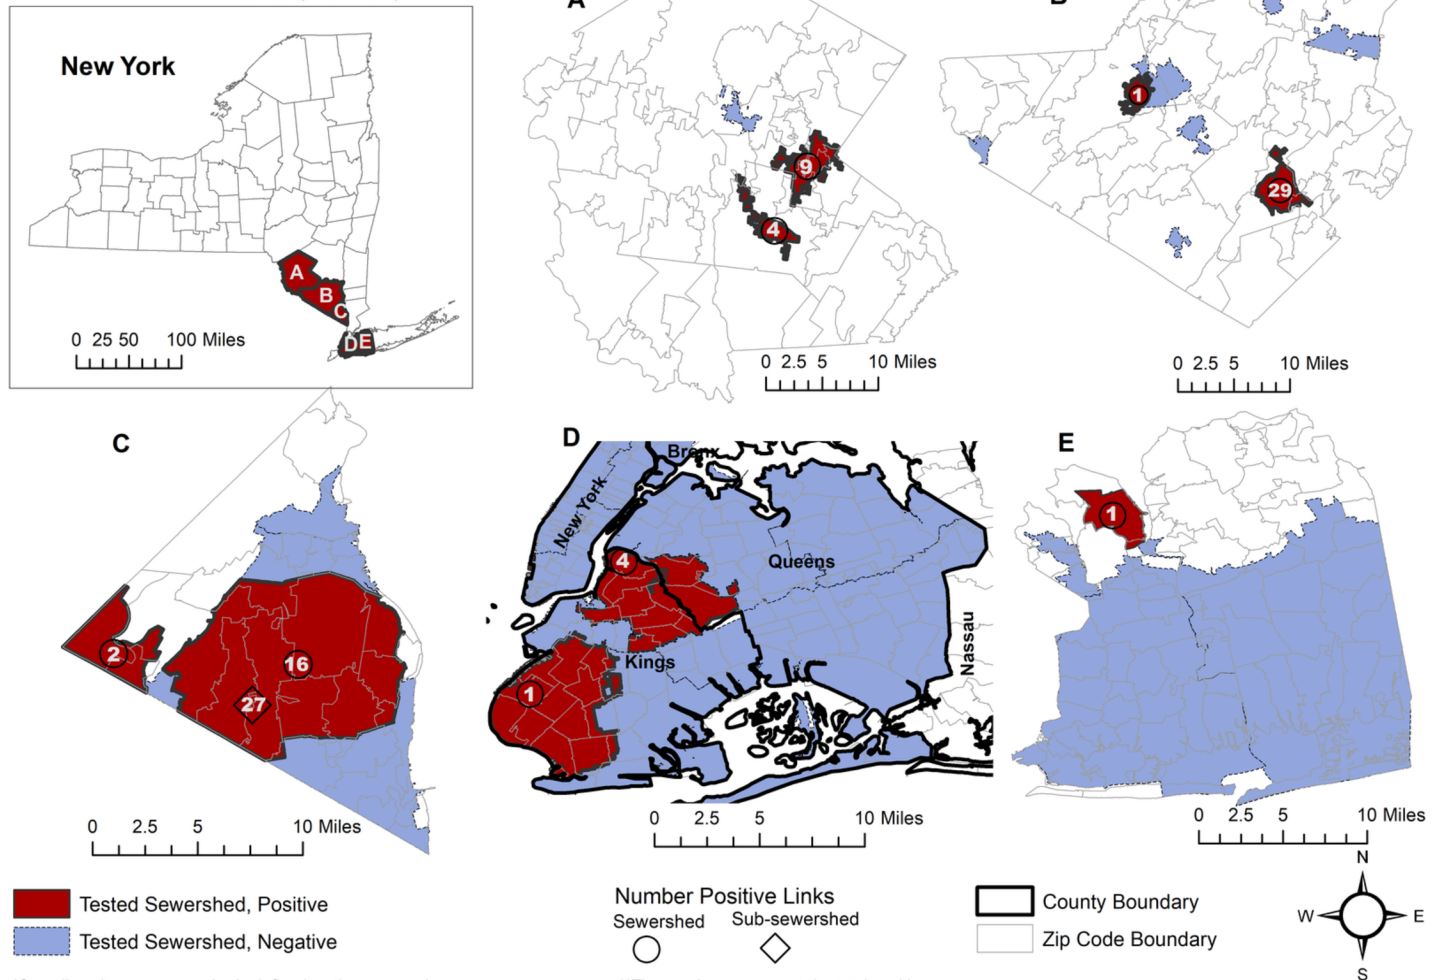 A
B
New York
A
B
C
DE
0 25 50 100 Miles
9
4
0 2.5 5 10 Miles
1
29
0 2.5 5 10 Miles
C
2
16
27
0 2.5 5 10 Miles
D
Bronx
New York
Queens
4
Kings
1
Nassau
0 2.5 5 10 Miles
E
1
0 2.5 5 10 Miles
Tested Sewershed, Positive
Tested Sewershed, Negative
Number Positive Links
Sewershed Sub-sewershed
County Boundary
Zip Code Boundary
N
W E
S